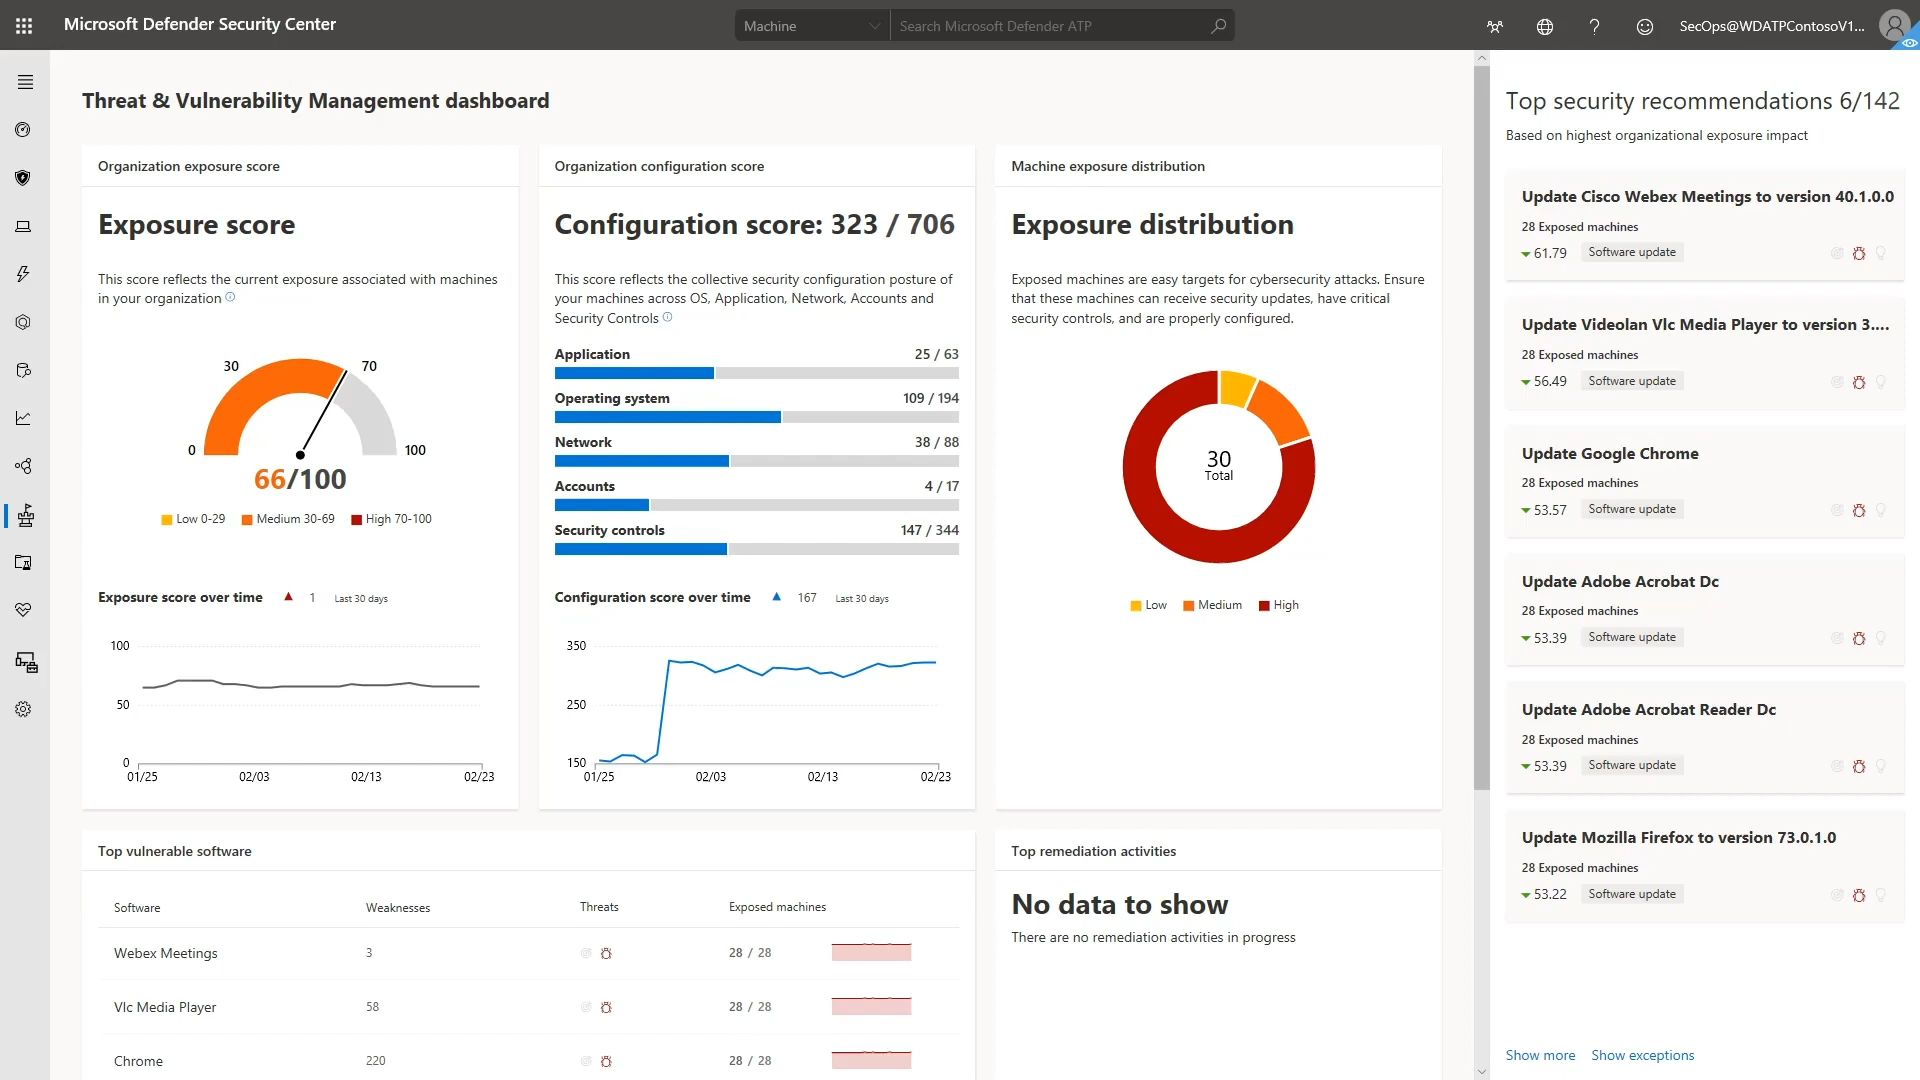 Microsoft Defender Security Center
Machine
Search Microsoft Defender ATP
SecOps@WDATPContosoV1...
Threat & Vulnerability Management dashboard
Organization exposure score
Exposure score
This score reflects the current exposure associated with machines
in your organization
30
70
0
100
66/100
Low 0-29
Medium 30-69
High 70-100
Exposure score over time
1
Last 30 days
100
50
0
01/25
02/03
02/13
02/23
Organization configuration score
Configuration score: 323 / 706
This score reflects the collective security configuration posture of
your machines across OS, Application, Network, Accounts and
Security Controls
Application 25 / 63
Operating system 109 / 194
Network 38 / 88
Accounts 4 / 17
Security controls 147 / 344
Configuration score over time
167
Last 30 days
350
250
150
01/25
02/03
02/13
02/23
Machine exposure distribution
Exposure distribution
Exposed machines are easy targets for cybersecurity attacks. Ensure
that these machines can receive security updates, have critical
security controls, and are properly configured.
30
Total
Low
Medium
High
Top vulnerable software
Software Weaknesses Threats Exposed machines
Webex Meetings 3 28 / 28
Vlc Media Player 58 28 / 28
Chrome 220 28 / 28
Top remediation activities
No data to show
There are no remediation activities in progress
Top security recommendations 6/142
Based on highest organizational exposure impact
Update Cisco Webex Meetings to version 40.1.0.0
28 Exposed machines
61.79 Software update
Update Videolan Vlc Media Player to version 3....
28 Exposed machines
56.49 Software update
Update Google Chrome
28 Exposed machines
53.57 Software update
Update Adobe Acrobat Dc
28 Exposed machines
53.39 Software update
Update Adobe Acrobat Reader Dc
28 Exposed machines
53.39 Software update
Update Mozilla Firefox to version 73.0.1.0
28 Exposed machines
53.22 Software update
Show more
Show exceptions